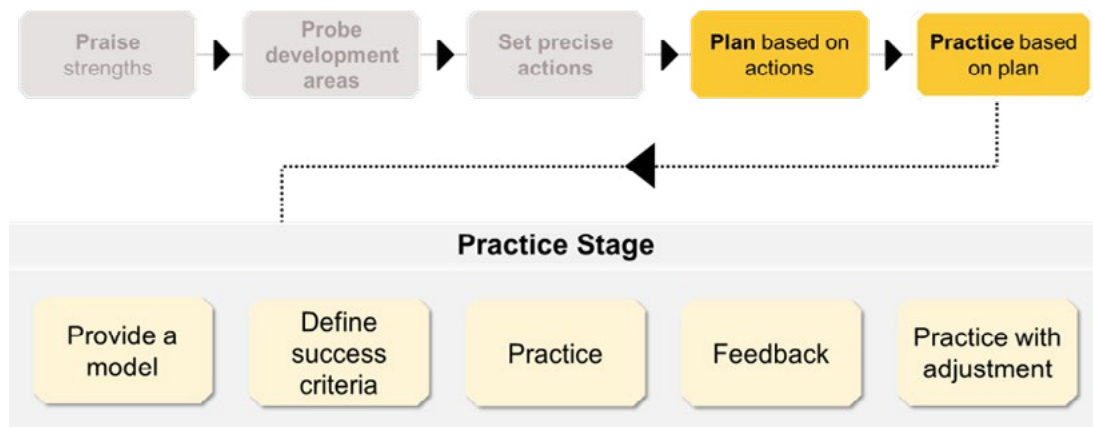 Praise
strengths
Probe
development
areas
Set precise
actions
Plan based on
actions
Practice based
on plan
Practice Stage
Provide a
model
Define
success
criteria
Practice
Feedback
Practice with
adjustment